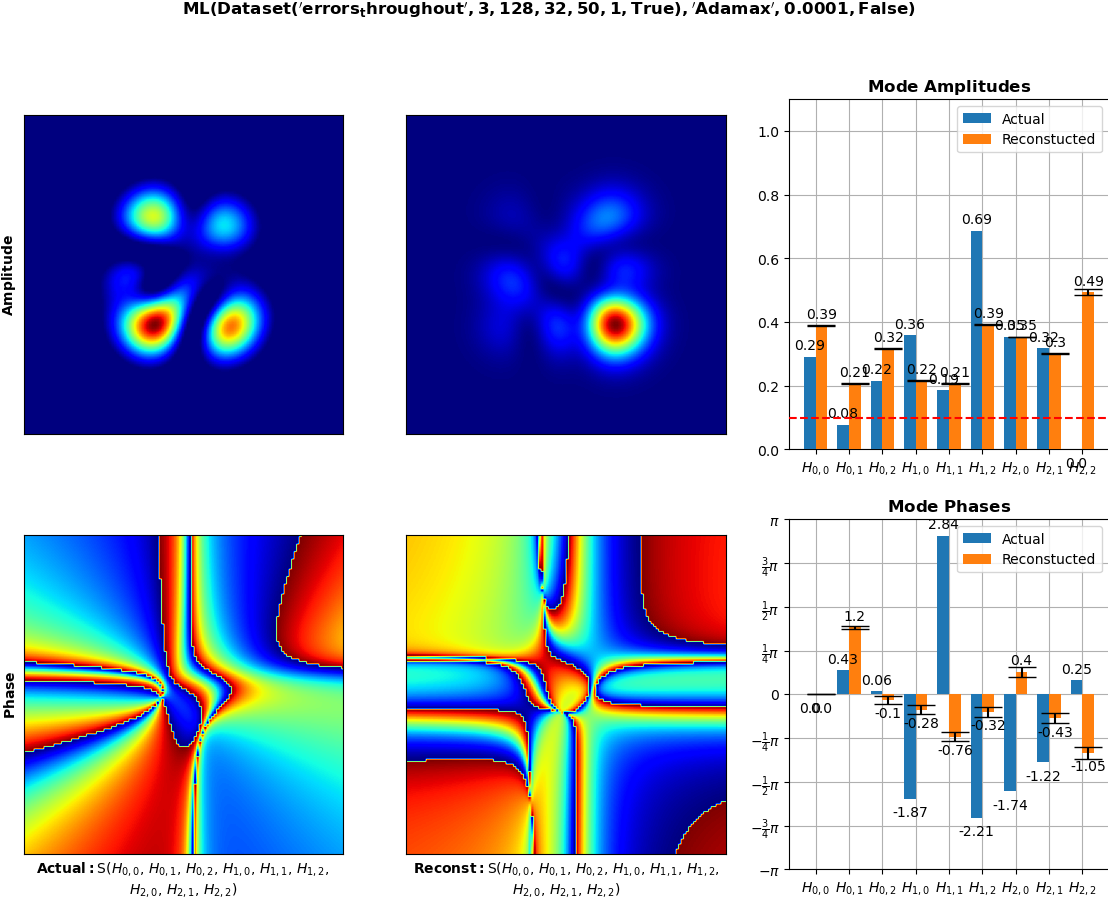 ML(Dataset('errors_throughout', 3, 128, 32, 50, 1, True), 'Adamax', 0.0001, False)
Amplitude
Mode Amplitudes
Actual
Reconstucted
1.0
0.8
0.6
0.4
0.2
0.0
0.29
0.39
0.08
0.21
0.22
0.32
0.36
0.22
0.19
0.21
0.69
0.39
0.35
0.35
0.32
0.3
0.0
0.49
H0,0 H0,1 H0,2 H1,0 H1,1 H1,2 H2,0 H2,1 H2,2
Phase
Actual: S(H0,0, H0,1, H0,2, H1,0, H1,1, H1,2,
H2,0, H2,1, H2,2)
Reconst: S(H0,0, H0,1, H0,2, H1,0, H1,1, H1,2,
H2,0, H2,1, H2,2)
Mode Phases
Actual
Reconstucted
π
3/4π
1/2π
1/4π
0
−1/4π
−1/2π
−3/4π
−π
0.0
0.0
0.43
1.2
0.06
-0.1
-1.87
-0.28
2.84
-0.76
-2.21
-0.32
-1.74
0.4
-1.22
-0.43
0.25
-1.05
H0,0 H0,1 H0,2 H1,0 H1,1 H1,2 H2,0 H2,1 H2,2